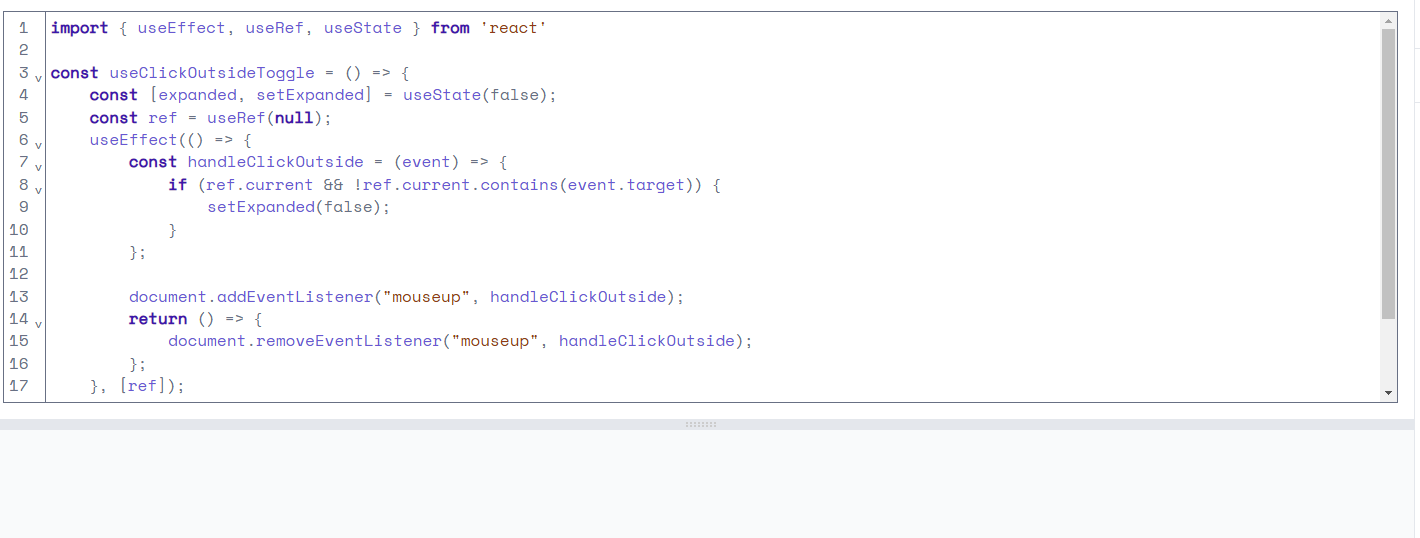 1 import { useEffect, useRef, useState } from 'react'
2
3 const useClickOutsideToggle = () => {
4     const [expanded, setExpanded] = useState(false);
5     const ref = useRef(null);
6     useEffect(() => {
7         const handleClickOutside = (event) => {
8             if (ref.current && !ref.current.contains(event.target)) {
9                 setExpanded(false);
10             }
11         };
12
13         document.addEventListener("mouseup", handleClickOutside);
14         return () => {
15             document.removeEventListener("mouseup", handleClickOutside);
16         };
17     }, [ref]);